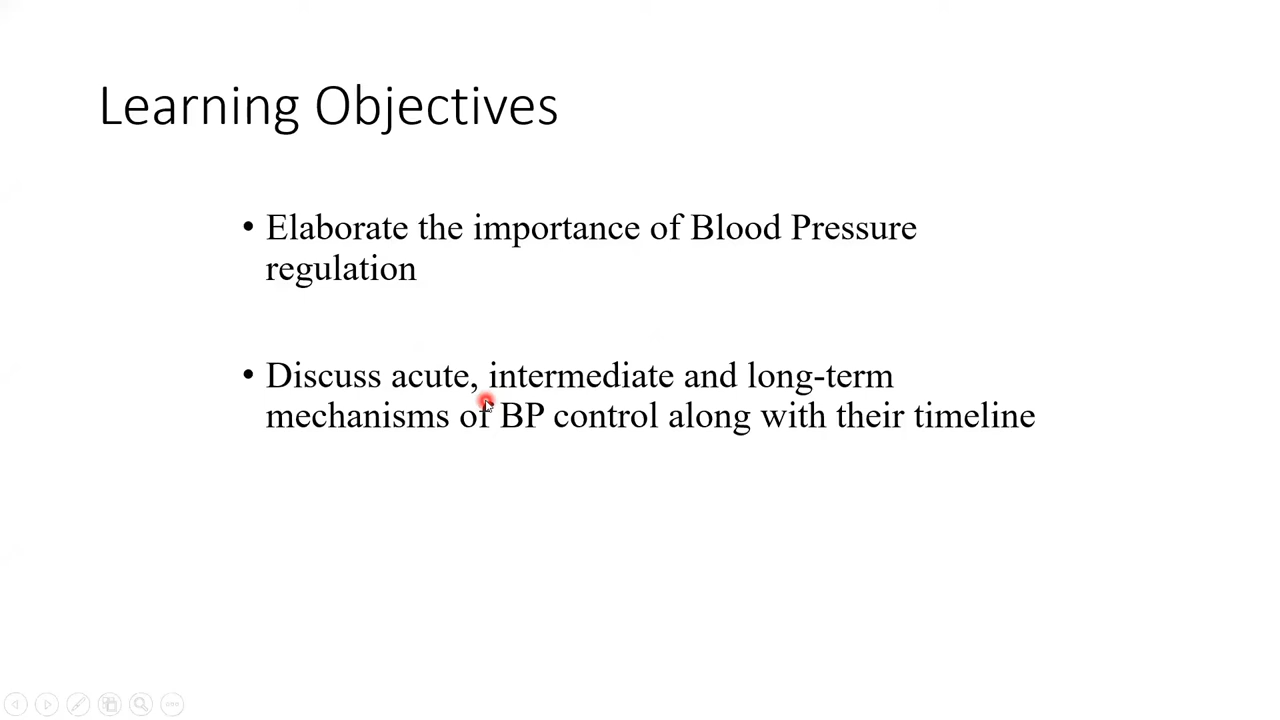 Learning Objectives
• Elaborate the importance of Blood Pressure
regulation
• Discuss acute, intermediate and long-term
mechanisms of BP control along with their timeline